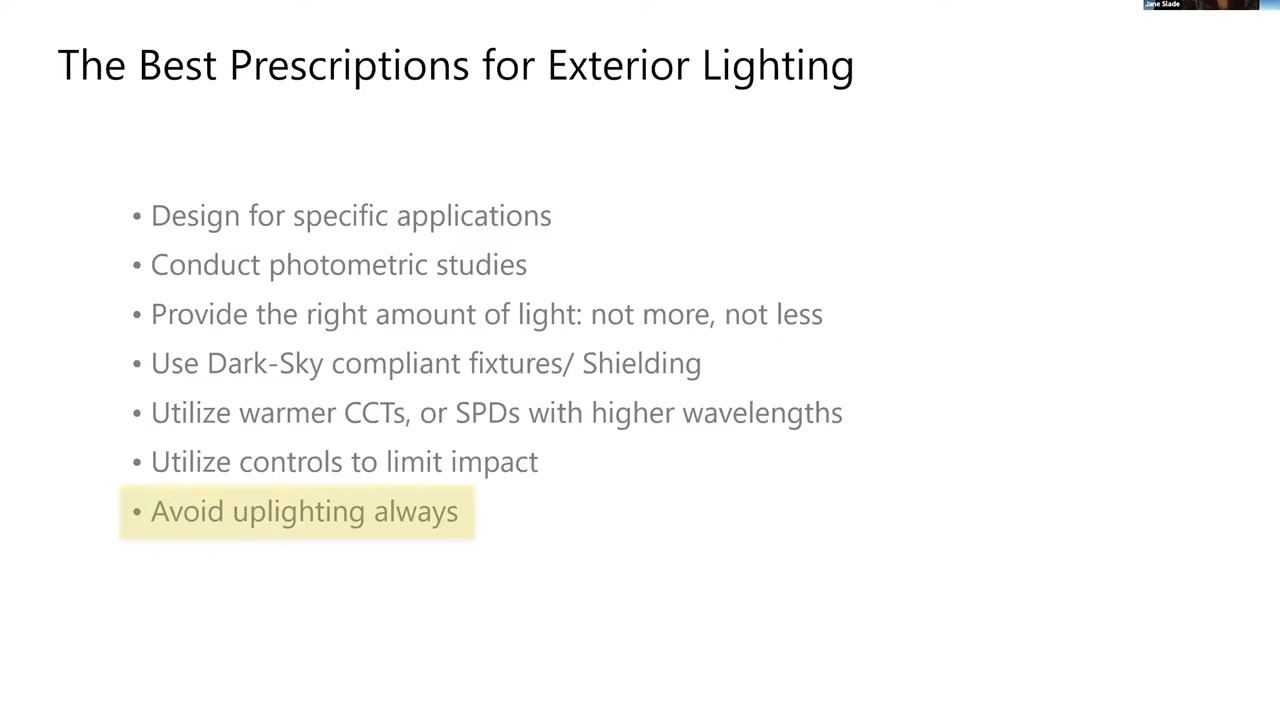 Jane Slade
The Best Prescriptions for Exterior Lighting
• Design for specific applications
• Conduct photometric studies
• Provide the right amount of light: not more, not less
• Use Dark-Sky compliant fixtures/ Shielding
• Utilize warmer CCTs, or SPDs with higher wavelengths
• Utilize controls to limit impact
• Avoid uplighting always